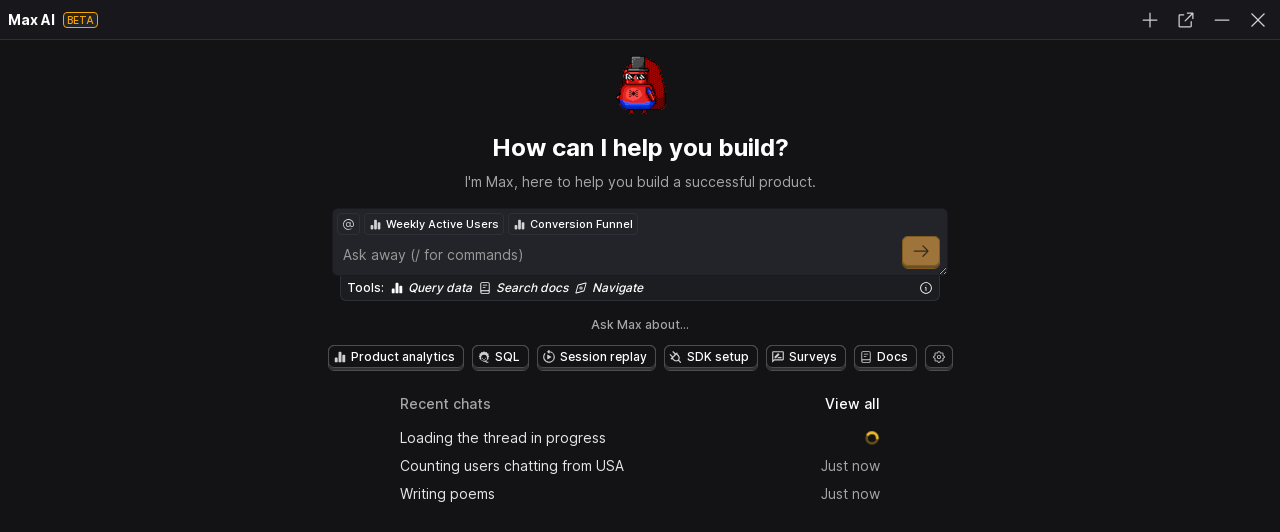 Max AI BETA
How can I help you build?
I'm Max, here to help you build a successful product.
@ Weekly Active Users Conversion Funnel
Ask away (/ for commands)
Tools: Query data Search docs Navigate
Ask Max about...
Product analytics SQL Session replay SDK setup Surveys Docs
Recent chats View all
Loading the thread in progress
Counting users chatting from USA Just now
Writing poems Just now